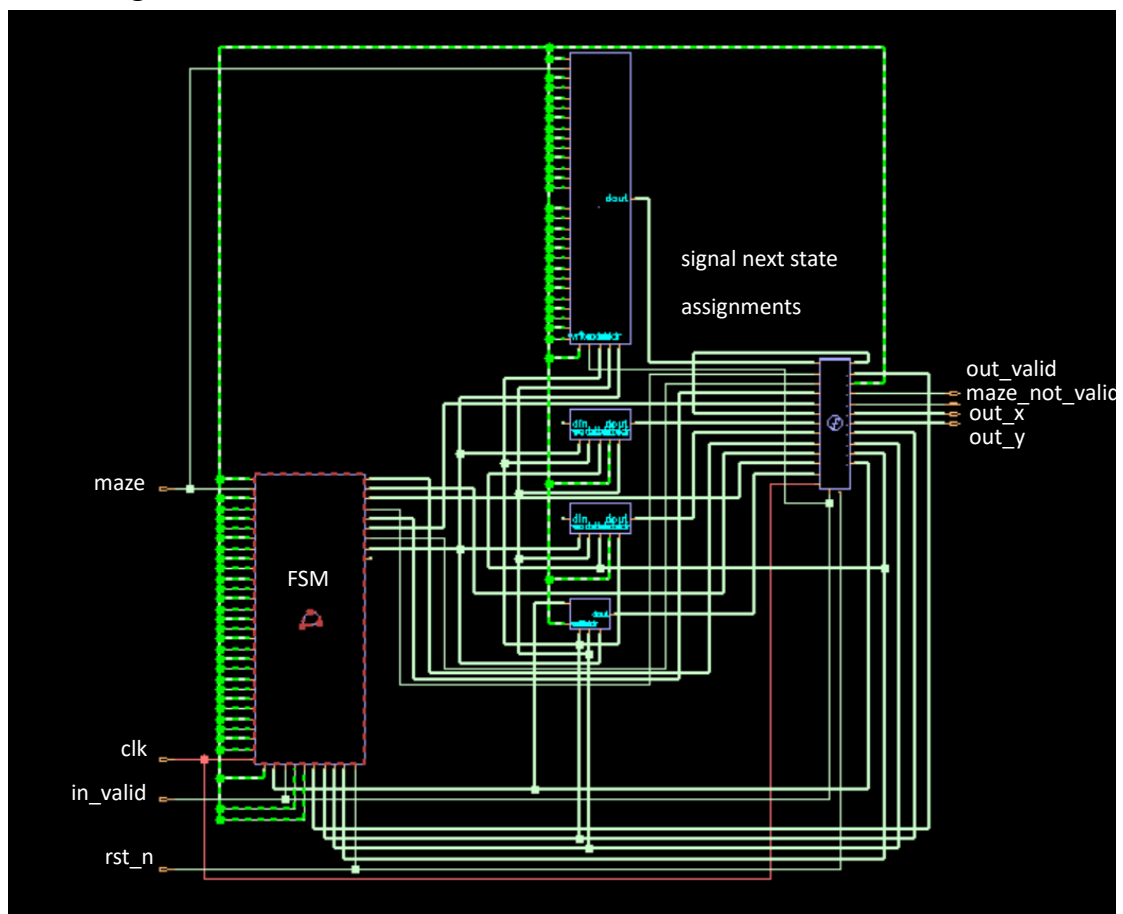 dout
signal next state
assignments
out_valid
maze_not_valid
out_x
out_y
din dout
maze
din dout
FSM
dout
clk
in_valid
rst_n